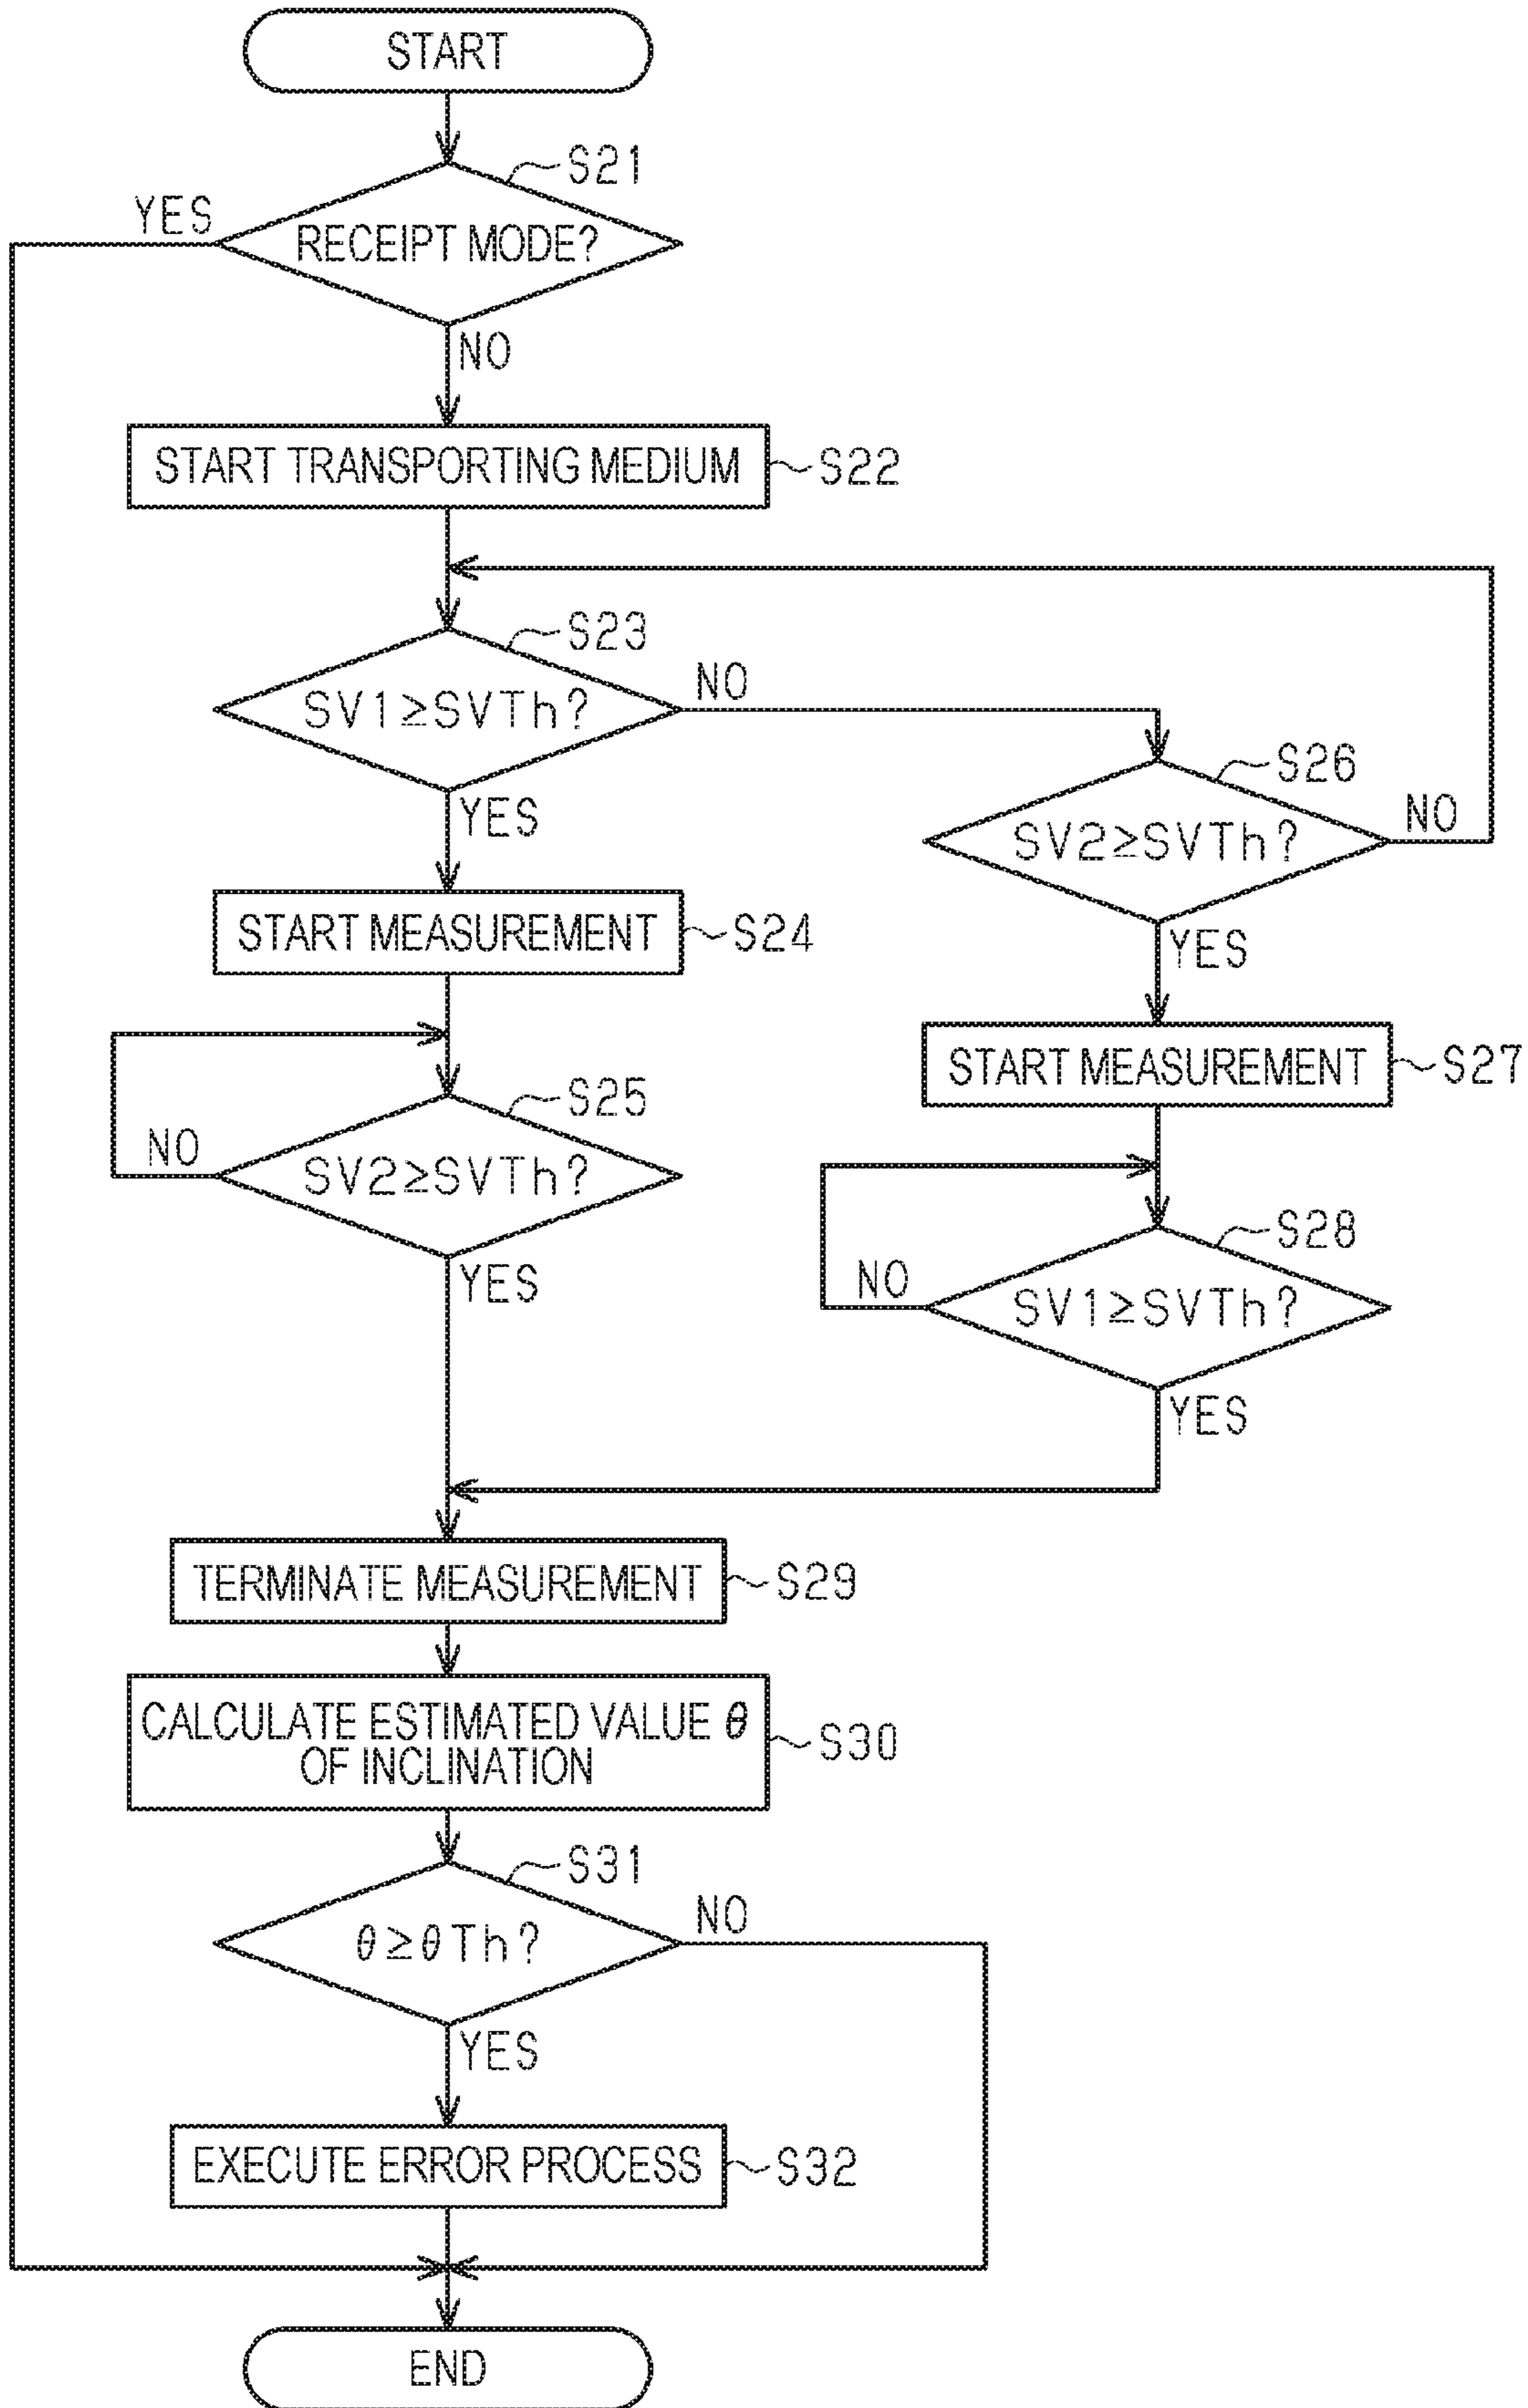 START
S21
YES
RECEIPT MODE?
NO
START TRANSPORTING MEDIUM
S22
S23
NO
SV1≥SVTh?
YES
S26
NO
SV2≥SVTh?
YES
START MEASUREMENT
S24
START MEASUREMENT
S27
S25
NO
SV2≥SVTh?
YES
S28
NO
SV1≥SVTh?
YES
TERMINATE MEASUREMENT
S29
CALCULATE ESTIMATED VALUE θ
OF INCLINATION
S30
S31
NO
θ≥θTh?
YES
EXECUTE ERROR PROCESS
S32
END